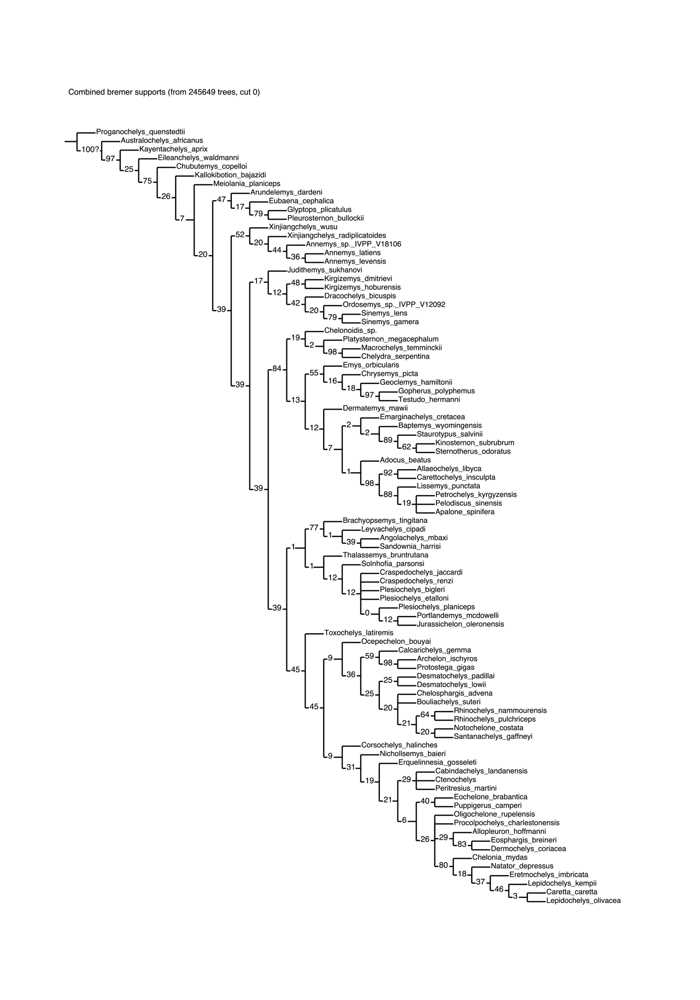 Combined bremer supports (from 245649 trees, cut 0)
Proganochelys_quenstedtii
Australochelys_africanus
100?
Kayentachelys_aprix
97
Eileanchelys_waldmanni
25
Chubutemys_copelloi
75
Kallokibotion_bajazidi
26
Meiolania_planiceps
7
Arundelemys_dardeni
47
Eubaena_cephalica
17
Glyptops_plicatulus
79
Pleurosternon_bullockii
Xinjiangchelys_wusu
52
Xinjiangchelys_radiplicatoides
20
Annemys_sp._IVPP_V18106
44
Annemys_latiens
20
36
Annemys_levensis
Judithemys_sukhanovi
17
Kirgizemys_dmitrievi
48
Kirgizemys_hoburensis
12
Dracochelys_bicuspis
42
Ordosemys_sp._IVPP_V12092
39
20
Sinemys_lens
79
Sinemys_gamera
Chelonoidis_sp.
19
Platysternon_megacephalum
2
Macrochelys_temminckii
98
Chelydra_serpentina
Emys_orbicularis
84
55
Chrysemys_picta
16
Geoclemys_hamiltonii
39
18
Gopherus_polyphemus
97
Testudo_hermanni
13
Dermatemys_mawii
Emarginachelys_cretacea
2
Baptemys_wyomingensis
12
2
Staurotypus_salvinii
89
Kinosternon_subrubrum
7
62
Sternotherus_odoratus
Adocus_beatus
Allaeochelys_libyca
1
92
Carettochelys_insculpta
98
Lissemys_punctata
39
88
Petrochelys_kyrgyzensis
19
Pelodiscus_sinensis
Apalone_spinifera
Brachyopsemys_tingitana
77
Leyvachelys_cipadi
1
Angolachelys_mbaxi
39
Sandownia_harrisi
1
Thalassemys_bruntrutana
Solnhofia_parsonsi
1
Craspedochelys_jaccardi
12
Craspedochelys_renzi
Plesiochelys_bigleri
12
Plesiochelys_etalloni
Plesiochelys_planiceps
39
0
Portlandemys_mcdowelli
12
Jurassichelon_oleronensis
Toxochelys_latiremis
Ocepechelon_bouyai
Calcarichelys_gemma
9
59
Archelon_ischyros
98
Protostega_gigas
45
36
Desmatochelys_padillai
25
Desmatochelys_lowii
25
Chelosphargis_advena
Bouliachelys_suteri
45
20
Rhinochelys_nammourensis
64
Rhinochelys_pulchriceps
21
Notochelone_costata
20
Santanachelys_gaffneyi
Corsochelys_halinches
9
Nichollsemys_baieri
31
Erquelinnesia_gosseleti
Cabindachelys_landanensis
19
29
Ctenochelys
Peritresius_martini
21
Eochelone_brabantica
40
Puppigerus_camperi
Oligochelone_rupelensis
6
Procolpochelys_charlestonensis
Allopleuron_hoffmanni
26
29
Eosphargis_breineri
83
Dermochelys_coriacea
Chelonia_mydas
80
Natator_depressus
18
Eretmochelys_imbricata
37
Lepidochelys_kempii
46
Caretta_caretta
3
Lepidochelys_olivacea